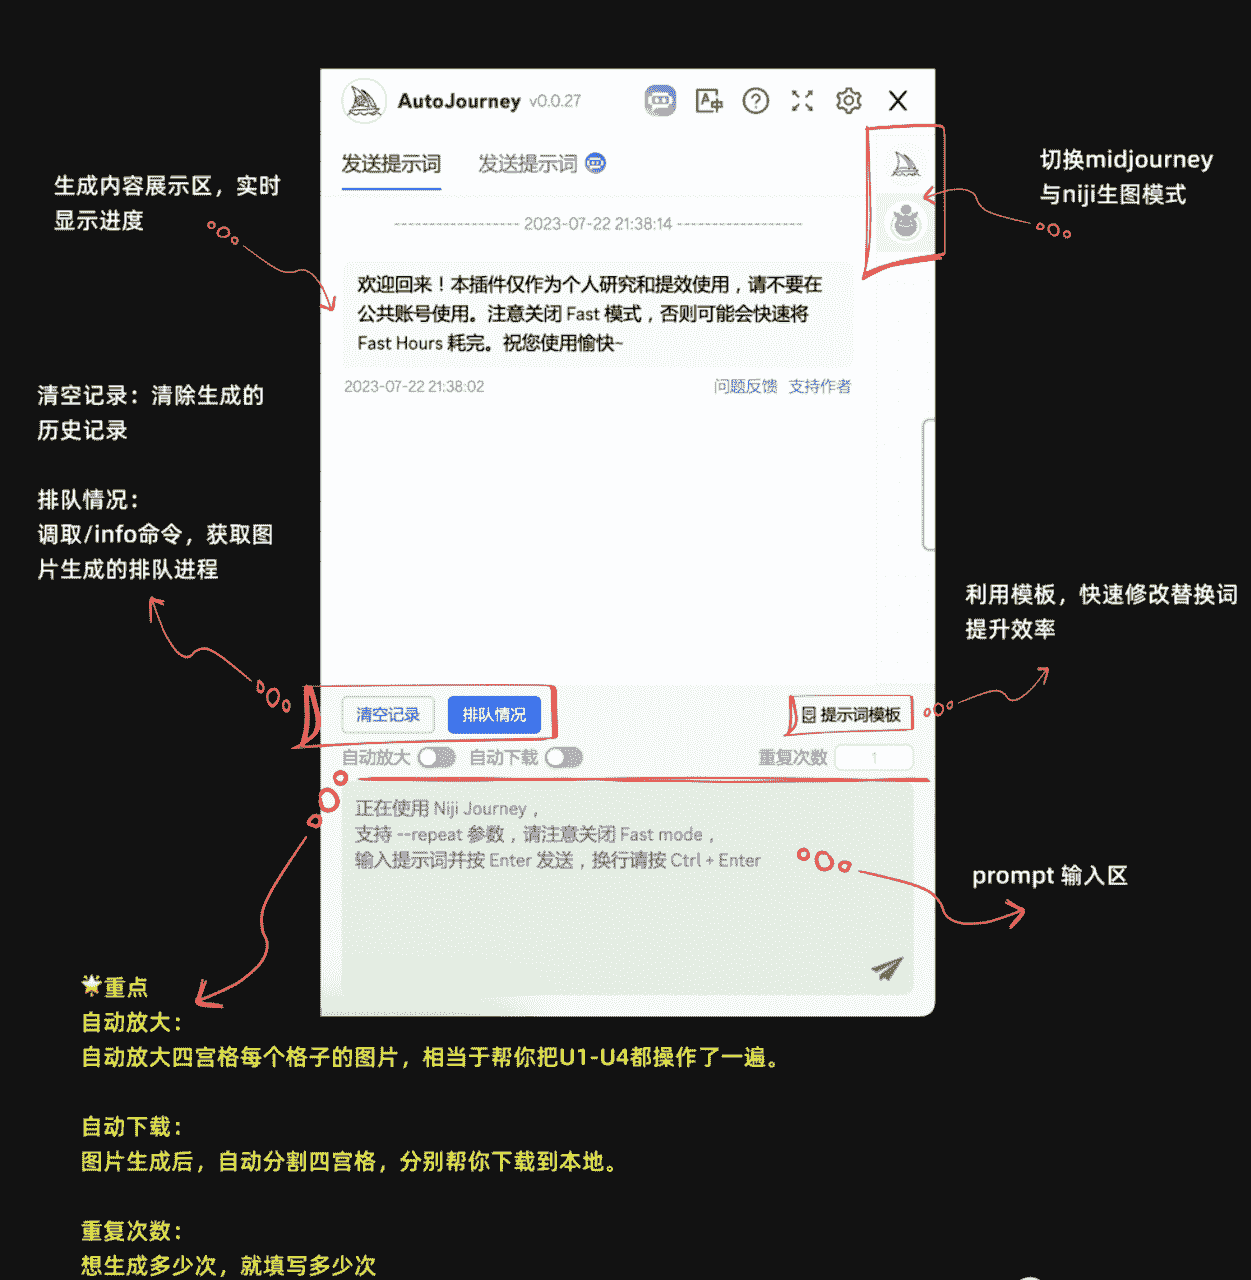 AutoJourney v0.0.27
发送提示词 发送提示词
---------------- 2023-07-22 21:38:14 ----------------
欢迎回来！本插件仅作为个人研究和提效使用，请不要在
公共账号使用。注意关闭 Fast 模式，否则可能会快速将
Fast Hours 耗完。祝您使用愉快~
2023-07-22 21:38:02 问题反馈 支持作者
切换midjourney
与niji生图模式
生成内容展示区，实时
显示进度
清空记录：清除生成的
历史记录
排队情况：
调取/info命令，获取图
片生成的排队进程
利用模板，快速修改替换词
提升效率
清空记录 排队情况 提示词模板
自动放大 自动下载 重复次数 1
正在使用 Niji Journey，
支持 --repeat 参数，请注意关闭 Fast mode，
输入提示词并按 Enter 发送，换行请按 Ctrl + Enter
prompt 输入区
🌟重点
自动放大：
自动放大四宫格每个格子的图片，相当于帮你把U1-U4都操作了一遍。
自动下载：
图片生成后，自动分割四宫格，分别帮你下载到本地。
重复次数：
想生成多少次，就填写多少次